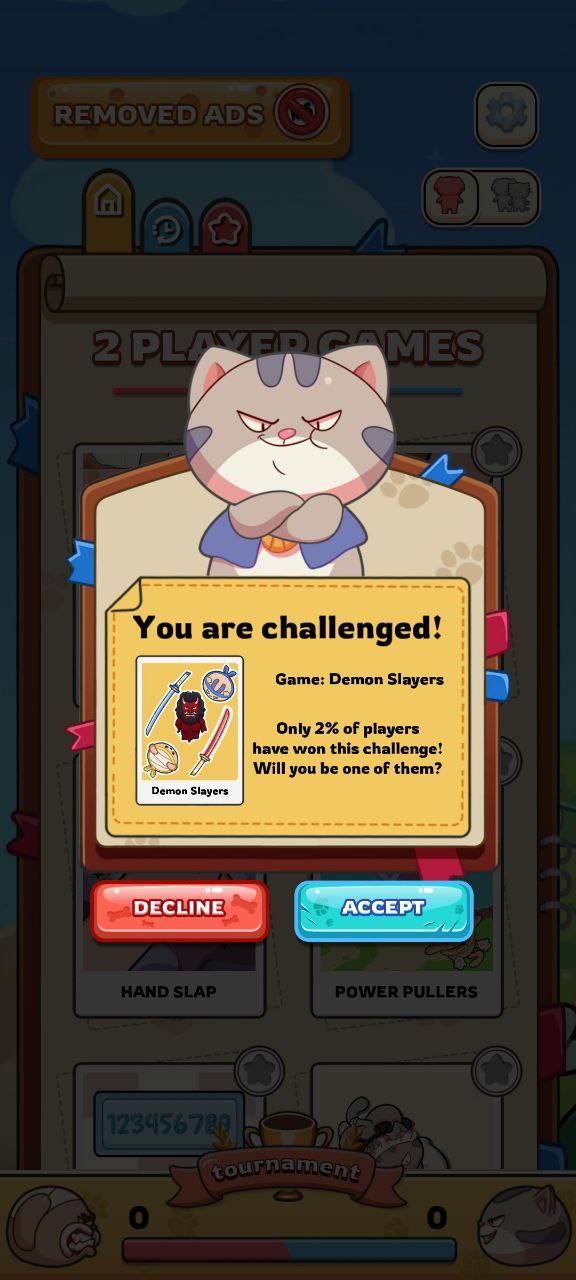 REMOVED ADS
2 PLAYER GAMES
You are challenged!
Game: Demon Slayers
Only 2% of players
have won this challenge!
Will you be one of them?
Demon Slayers
DECLINE
ACCEPT
HAND SLAP
POWER PULLERS
123456789
tournament
0
0